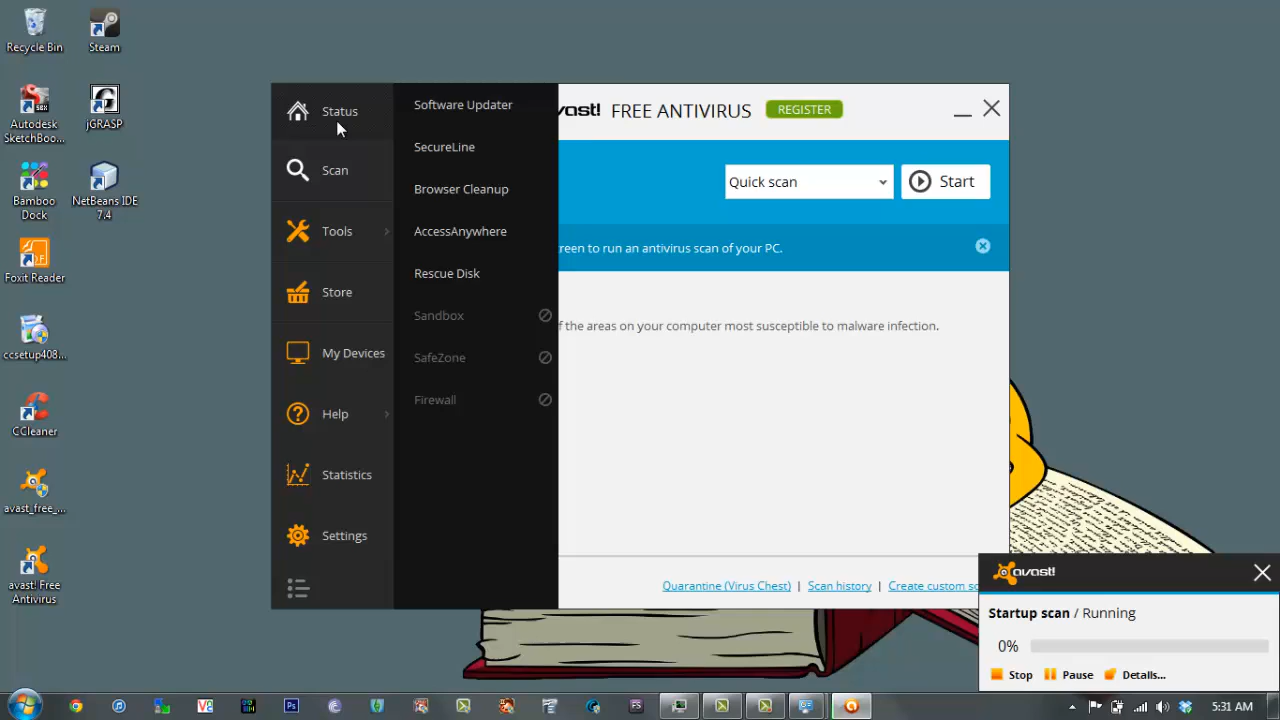 Recycle Bin
Steam
Autodesk
SketchBoo...
jGRASP
Bamboo
Dock
NetBeans IDE
7.4
Foxit Reader
ccsetup408...
CCleaner
avast_free_...
avast! Free
Antivirus
Status
Scan
Tools
Store
My Devices
Help
Statistics
Settings
Software Updater
SecureLine
Browser Cleanup
AccessAnywhere
Rescue Disk
Sandbox
SafeZone
Firewall
vast! FREE ANTIVIRUS REGISTER
Quick scan Start
reen to run an antivirus scan of your PC.
f the areas on your computer most susceptible to malware infection.
Quarantine (Virus Chest) | Scan history | Create custom sc
avast!
Startup scan / Running
0%
Stop Pause Details...
5:31 AM